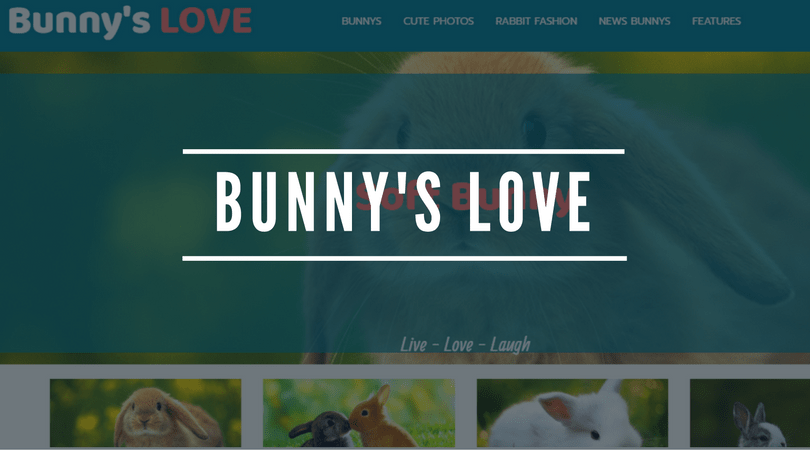 Bunny's LOVE
BUNNYS CUTE PHOTOS RABBIT FASHION NEWS BUNNYS FEATURES
Soft Bunny
BUNNY'S LOVE
Live - Love - Laugh